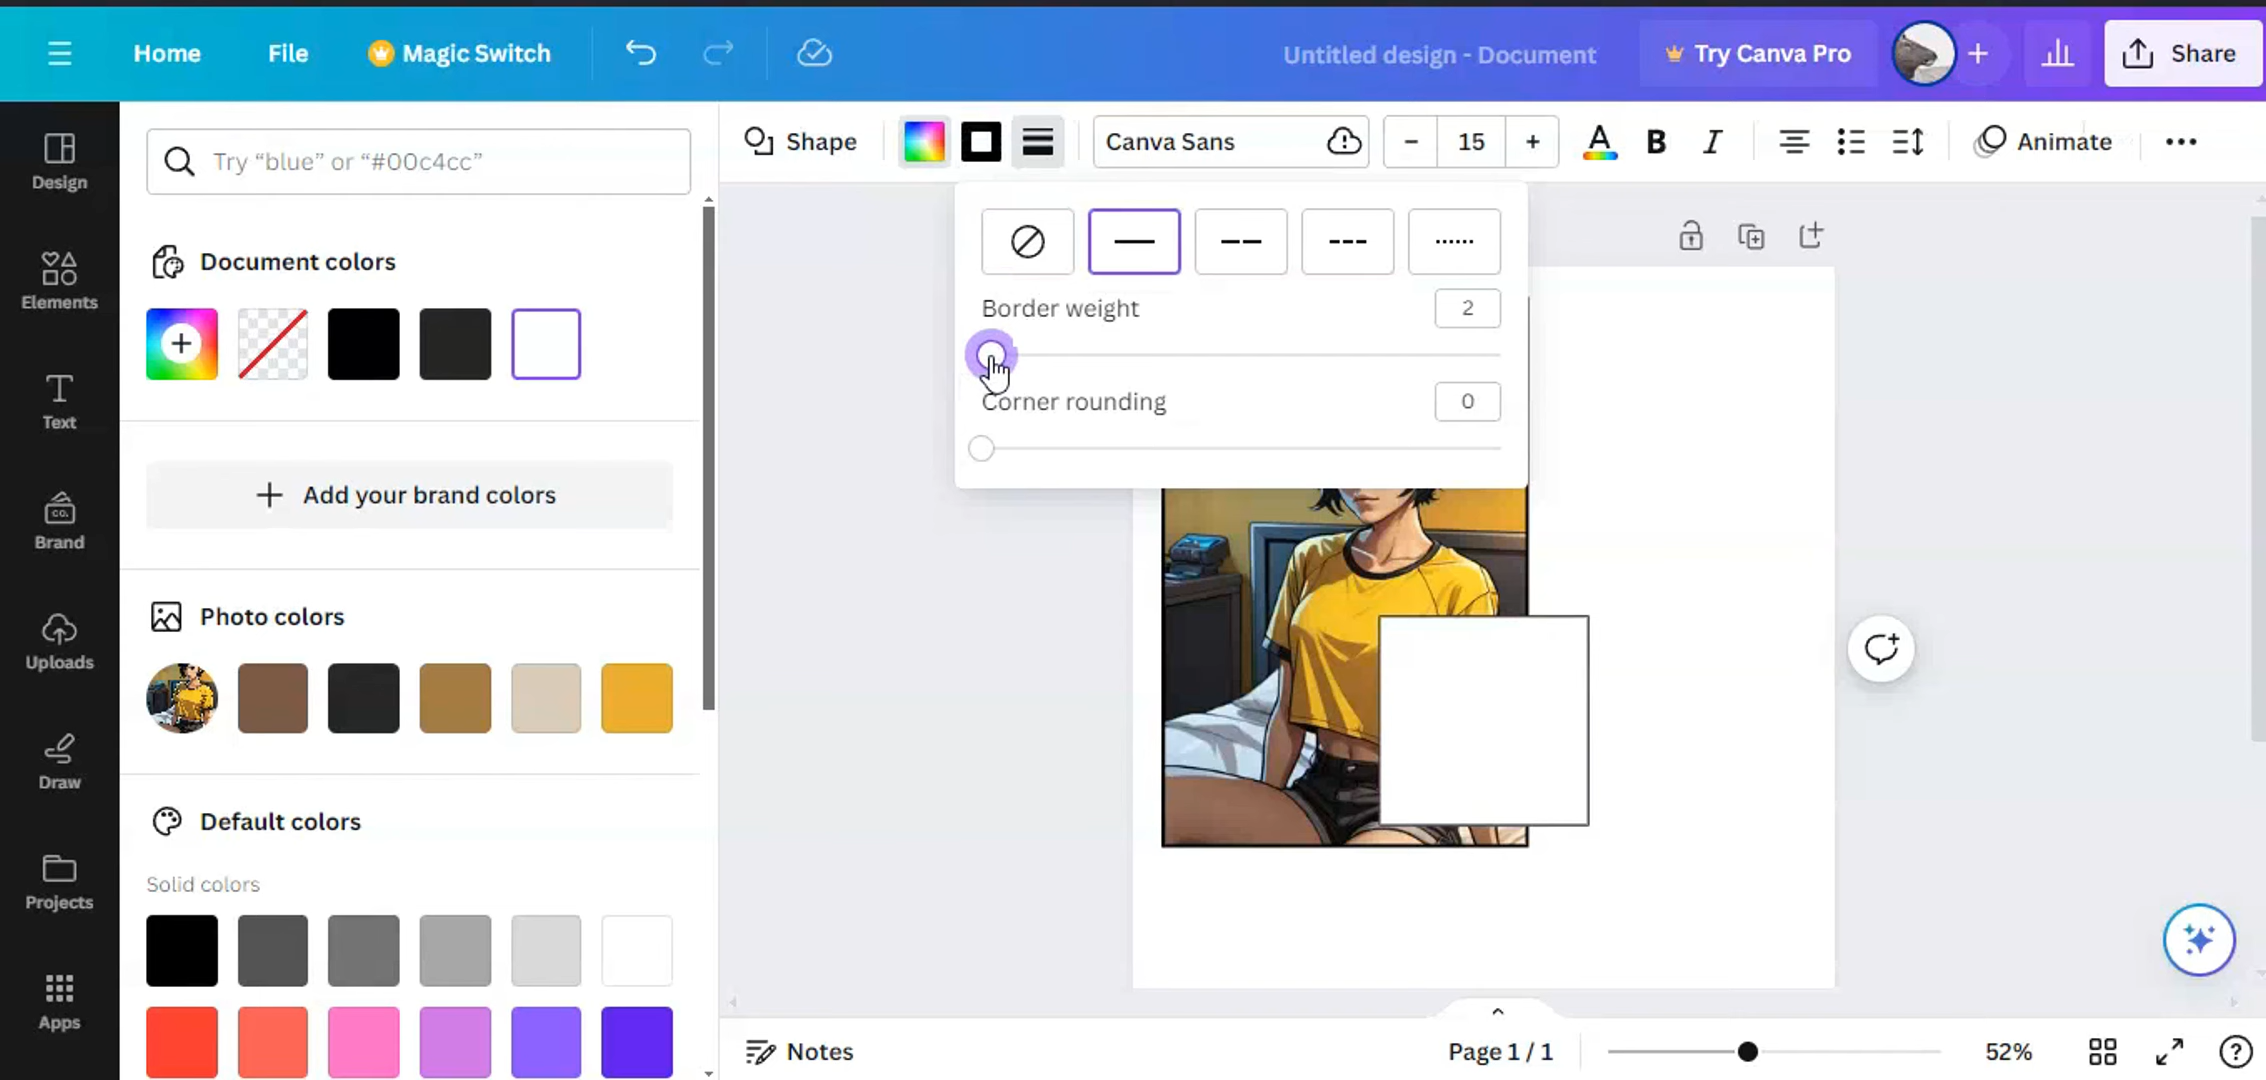 Home
File
Magic Switch
Untitled design - Document
Try Canva Pro
Share
Design
Elements
Text
CO.
Brand
Uploads
Draw
Projects
Apps
Try “blue” or “#00c4cc”
Document colors
Add your brand colors
Photo colors
Default colors
Solid colors
Shape
Canva Sans
15
A
B
I
Animate
Border weight
2
Corner rounding
0
Notes
Page 1 / 1
52%